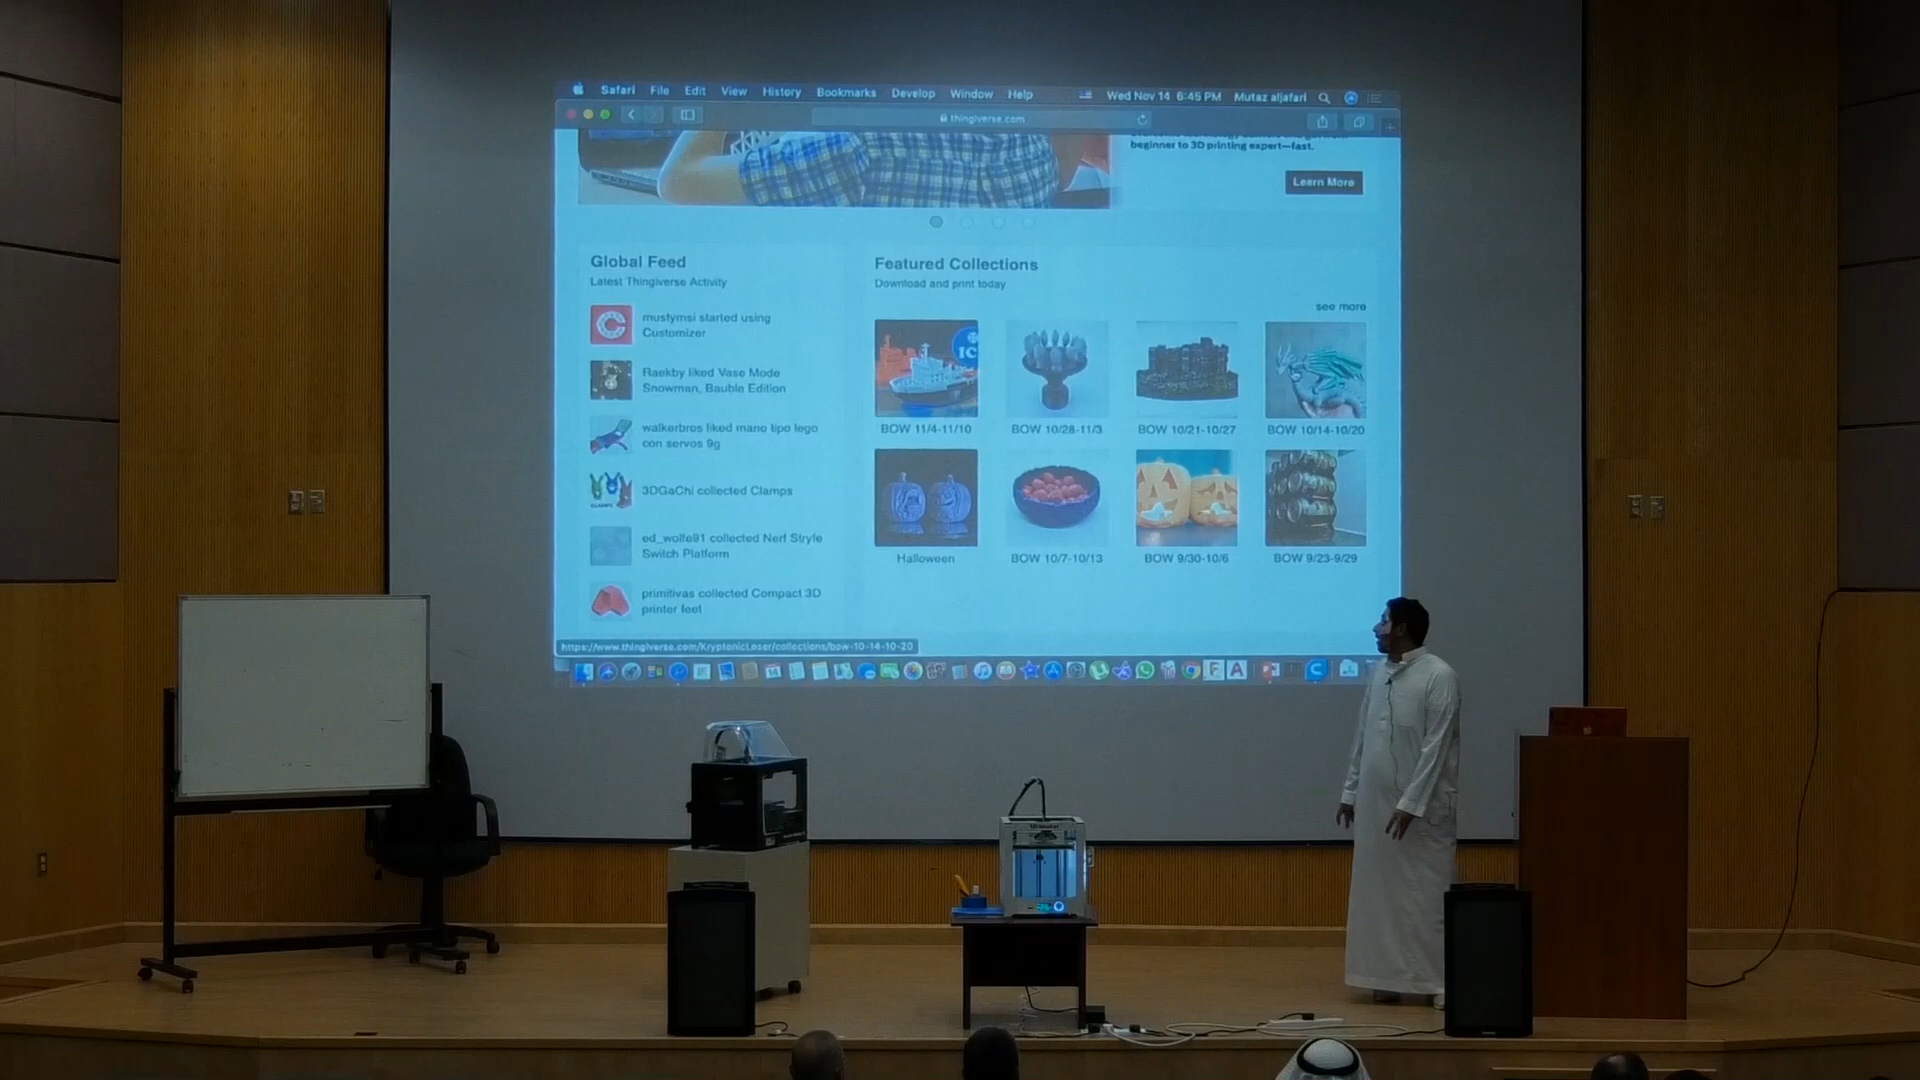 Safari File Edit View History Bookmarks Develop Window Help Wed Nov 14 6:45 PM Mutaz aljafari
thingiverse.com
beginner to 3D printing expert—fast.
Learn More
Global Feed
Latest Thingiverse Activity
mustymsi started using
Customizer
Raekby liked Vase Mode
Snowman, Bauble Edition
walkerbros liked mano tipo lego
con servos 9g
3DGaChi collected Clamps
ed_wolfe91 collected Nerf Stryfe
Switch Platform
primitivas collected Compact 3D
printer feet
Featured Collections
Download and print today
see more
BOW 11/4-11/10
BOW 10/28-11/3
BOW 10/21-10/27
BOW 10/14-10/20
Halloween
BOW 10/7-10/13
BOW 9/30-10/6
BOW 9/23-9/29
https://www.thingiverse.com/KryptonicLoser/collections/bow-10-14-10-20